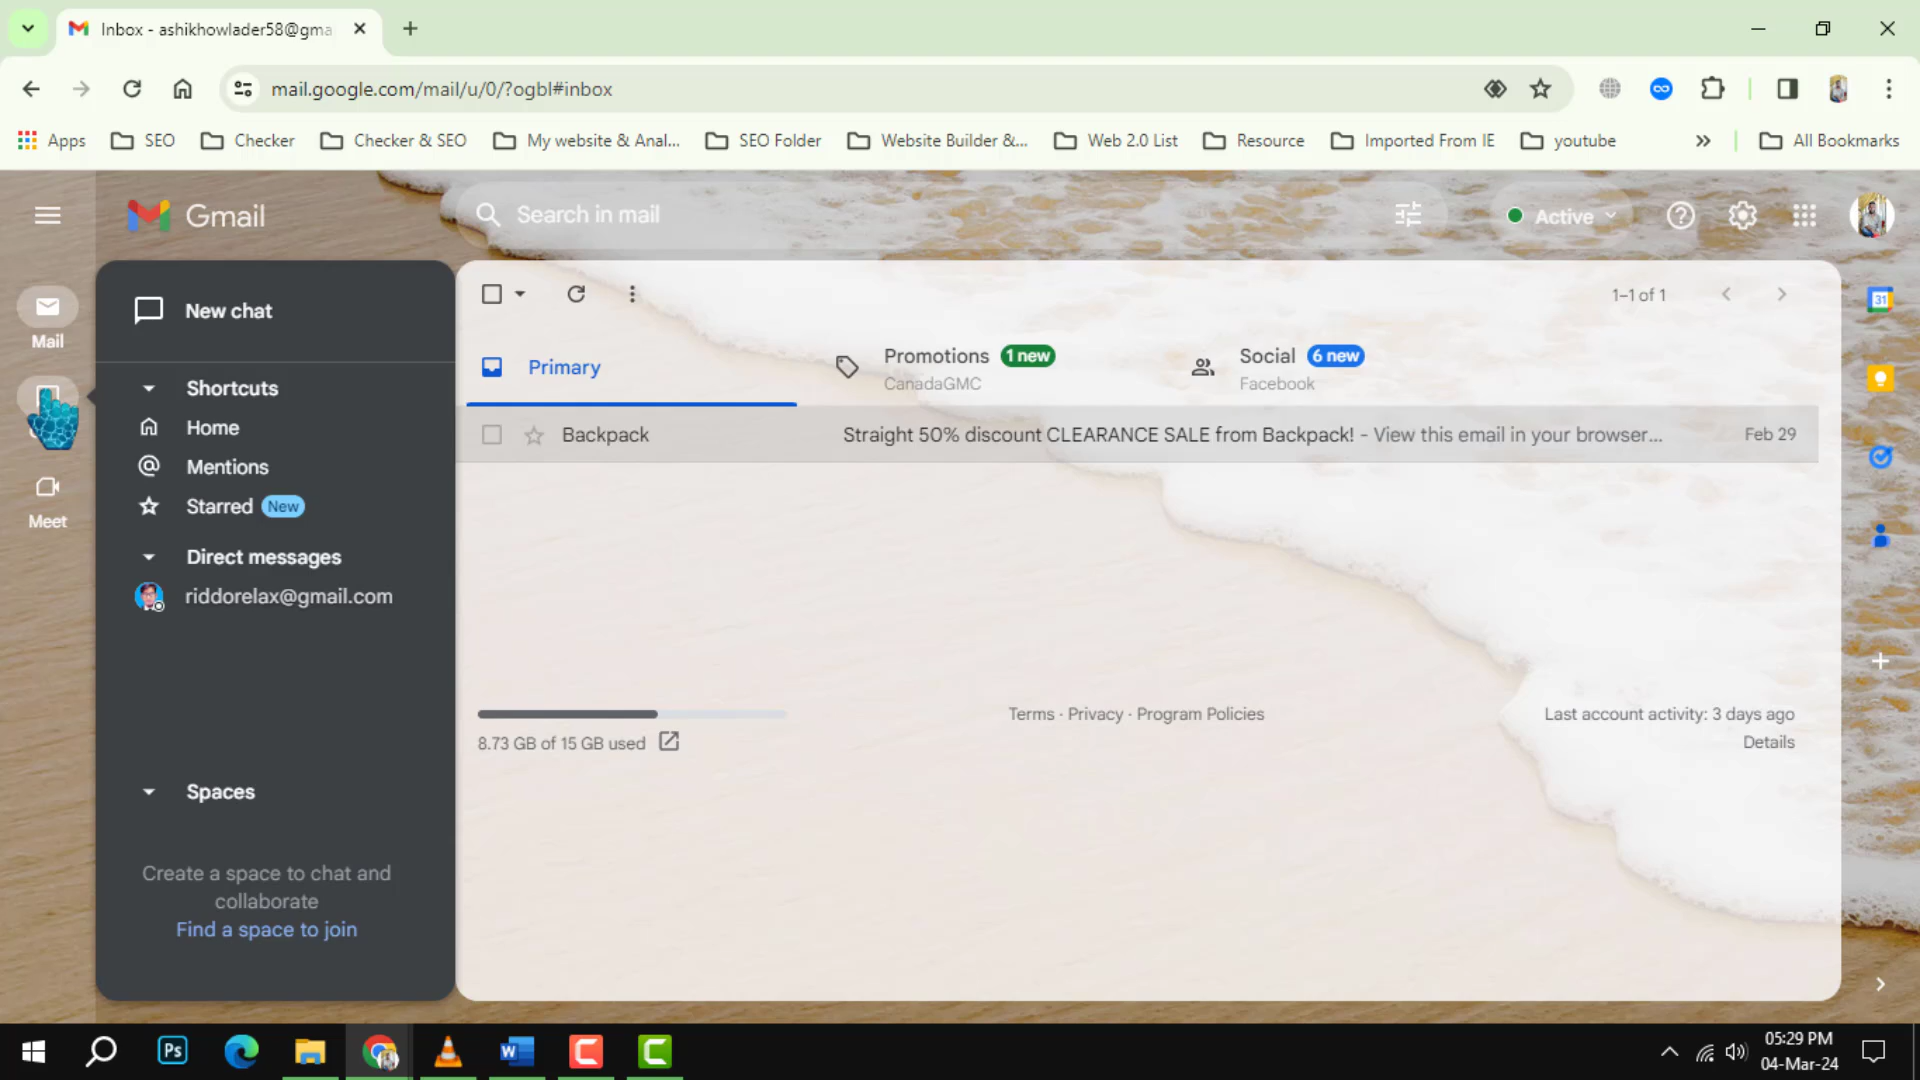 Inbox - ashikhowlader58@gma
mail.google.com/mail/u/0/?ogbl#inbox
Apps SEO Checker Checker & SEO My website & Anal... SEO Folder Website Builder &... Web 2.0 List Resource Imported From IE youtube » All Bookmarks
Gmail
Search in mail
Active
Mail
Meet
New chat
Shortcuts
Home
Mentions
Starred New
Direct messages
riddorelax@gmail.com
Spaces
Create a space to chat and
collaborate
Find a space to join
1–1 of 1
Primary
Promotions 1 new
CanadaGMC
Social 6 new
Facebook
Backpack Straight 50% discount CLEARANCE SALE from Backpack! - View this email in your browser... Feb 29
8.73 GB of 15 GB used
Terms · Privacy · Program Policies
Last account activity: 3 days ago
Details
31
Ps
W
C
C
05:29 PM
04-Mar-24